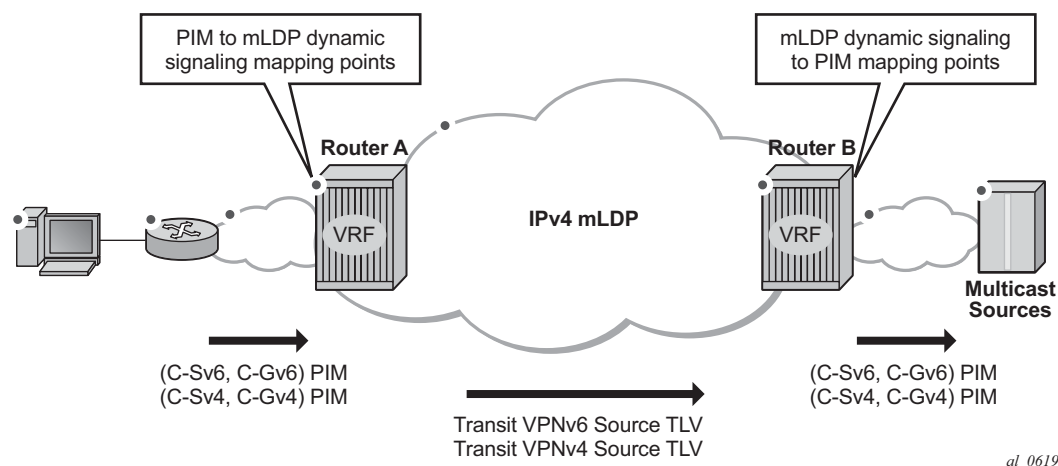 PIM to mLDP dynamic
signaling mapping points
mLDP dynamic signaling
to PIM mapping points
Router A
Router B
VRF
IPv4 mLDP
VRF
Multicast
Sources
(C-Sv6, C-Gv6) PIM
(C-Sv4, C-Gv4) PIM
(C-Sv6, C-Gv6) PIM
(C-Sv4, C-Gv4) PIM
Transit VPNv6 Source TLV
Transit VPNv4 Source TLV
al_0619